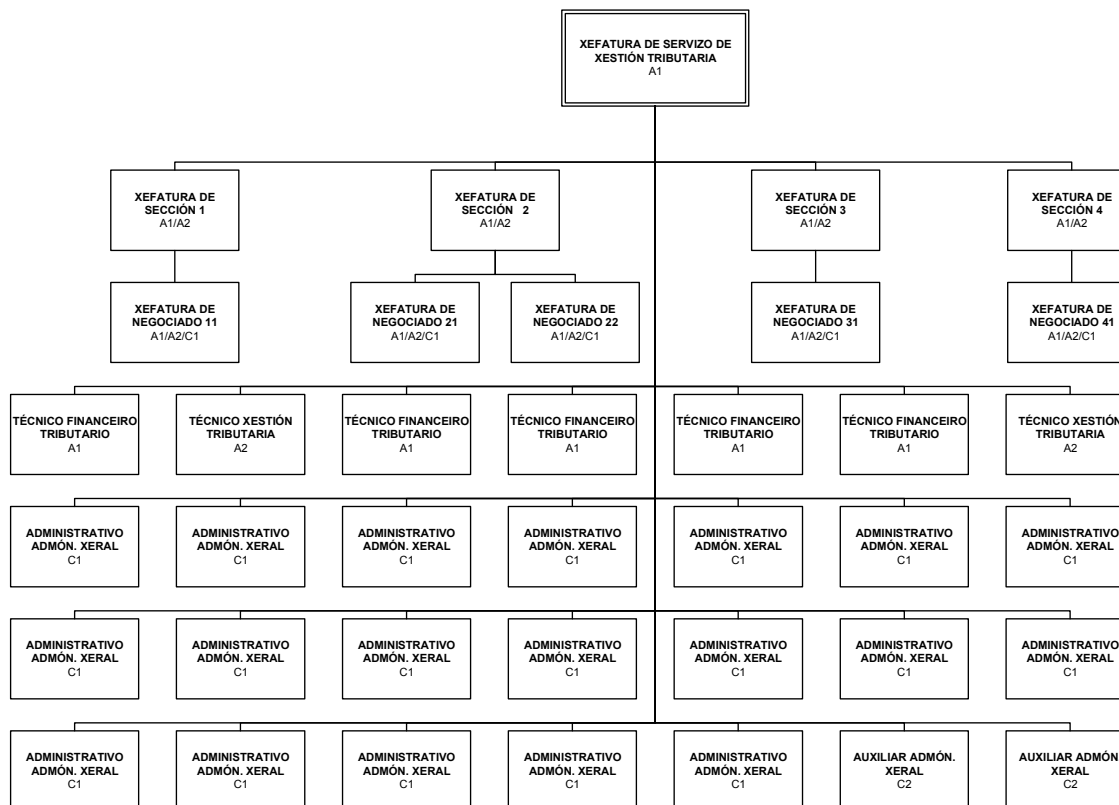 XEFATURA DE SERVIZO DE
XESTIÓN TRIBUTARIA
A1
XEFATURA DE
SECCIÓN 1
A1/A2
XEFATURA DE
SECCIÓN 2
A1/A2
XEFATURA DE
SECCIÓN 3
A1/A2
XEFATURA DE
SECCIÓN 4
A1/A2
XEFATURA DE
NEGOCIADO 11
A1/A2/C1
XEFATURA DE
NEGOCIADO 21
A1/A2/C1
XEFATURA DE
NEGOCIADO 22
A1/A2/C1
XEFATURA DE
NEGOCIADO 31
A1/A2/C1
XEFATURA DE
NEGOCIADO 41
A1/A2/C1
TÉCNICO FINANCEIRO
TRIBUTARIO
A1
TÉCNICO XESTIÓN
TRIBUTARIA
A2
TÉCNICO FINANCEIRO
TRIBUTARIO
A1
TÉCNICO FINANCEIRO
TRIBUTARIO
A1
TÉCNICO FINANCEIRO
TRIBUTARIO
A1
TÉCNICO FINANCEIRO
TRIBUTARIO
A1
TÉCNICO XESTIÓN
TRIBUTARIA
A2
ADMINISTRATIVO
ADMÓN. XERAL
C1
ADMINISTRATIVO
ADMÓN. XERAL
C1
ADMINISTRATIVO
ADMÓN. XERAL
C1
ADMINISTRATIVO
ADMÓN. XERAL
C1
ADMINISTRATIVO
ADMÓN. XERAL
C1
ADMINISTRATIVO
ADMÓN. XERAL
C1
ADMINISTRATIVO
ADMÓN. XERAL
C1
ADMINISTRATIVO
ADMÓN. XERAL
C1
ADMINISTRATIVO
ADMÓN. XERAL
C1
ADMINISTRATIVO
ADMÓN. XERAL
C1
ADMINISTRATIVO
ADMÓN. XERAL
C1
ADMINISTRATIVO
ADMÓN. XERAL
C1
ADMINISTRATIVO
ADMÓN. XERAL
C1
ADMINISTRATIVO
ADMÓN. XERAL
C1
ADMINISTRATIVO
ADMÓN. XERAL
C1
ADMINISTRATIVO
ADMÓN. XERAL
C1
ADMINISTRATIVO
ADMÓN. XERAL
C1
ADMINISTRATIVO
ADMÓN. XERAL
C1
ADMINISTRATIVO
ADMÓN. XERAL
C1
AUXILIAR ADMÓN.
XERAL
C2
AUXILIAR ADMÓN.
XERAL
C2